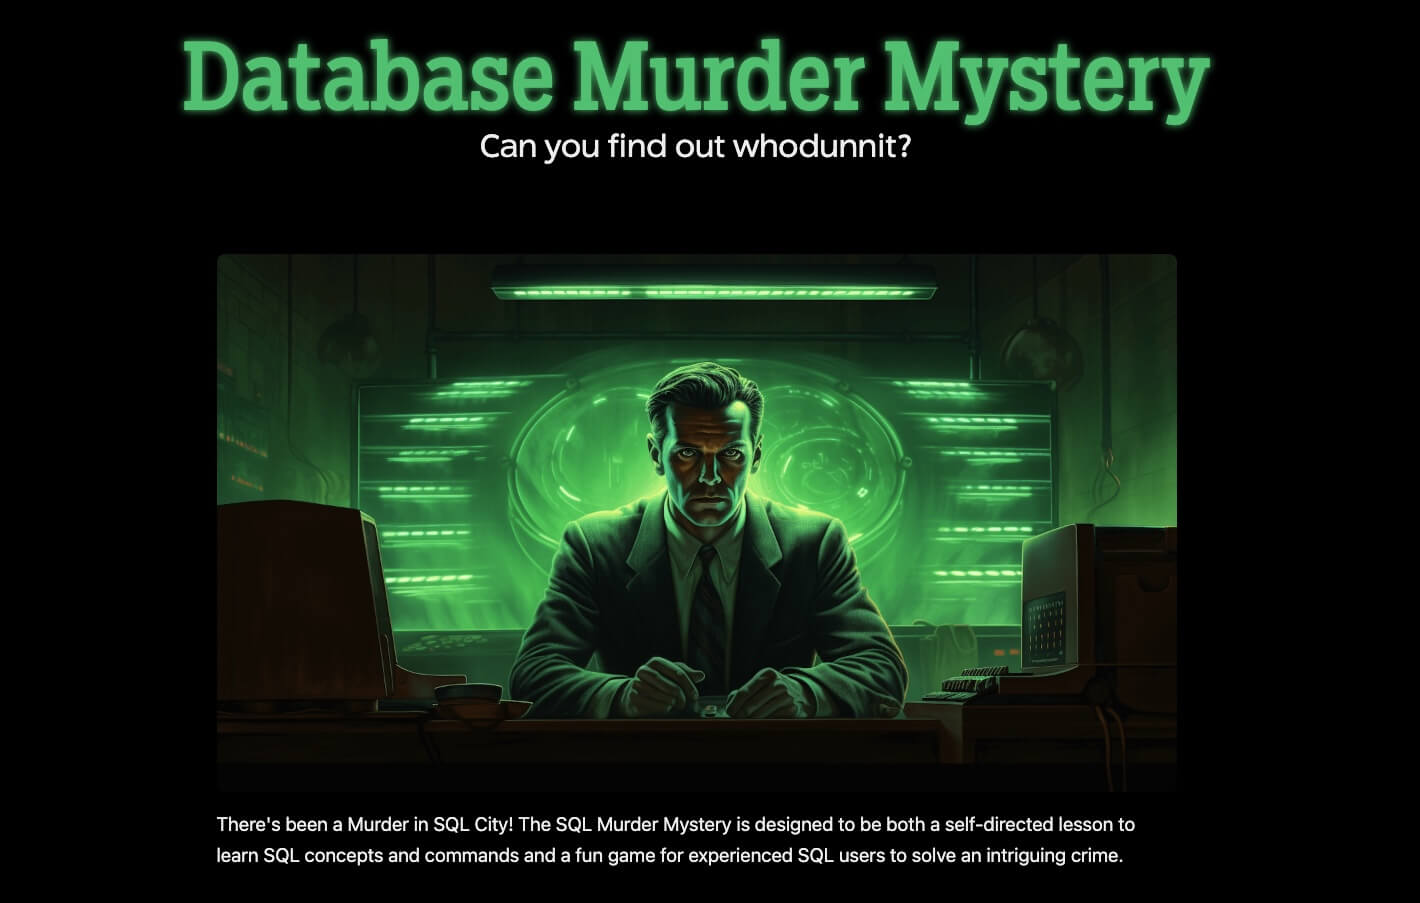 Database Murder Mystery
Can you find out whodunnit?
There's been a Murder in SQL City! The SQL Murder Mystery is designed to be both a self-directed lesson to
learn SQL concepts and commands and a fun game for experienced SQL users to solve an intriguing crime.